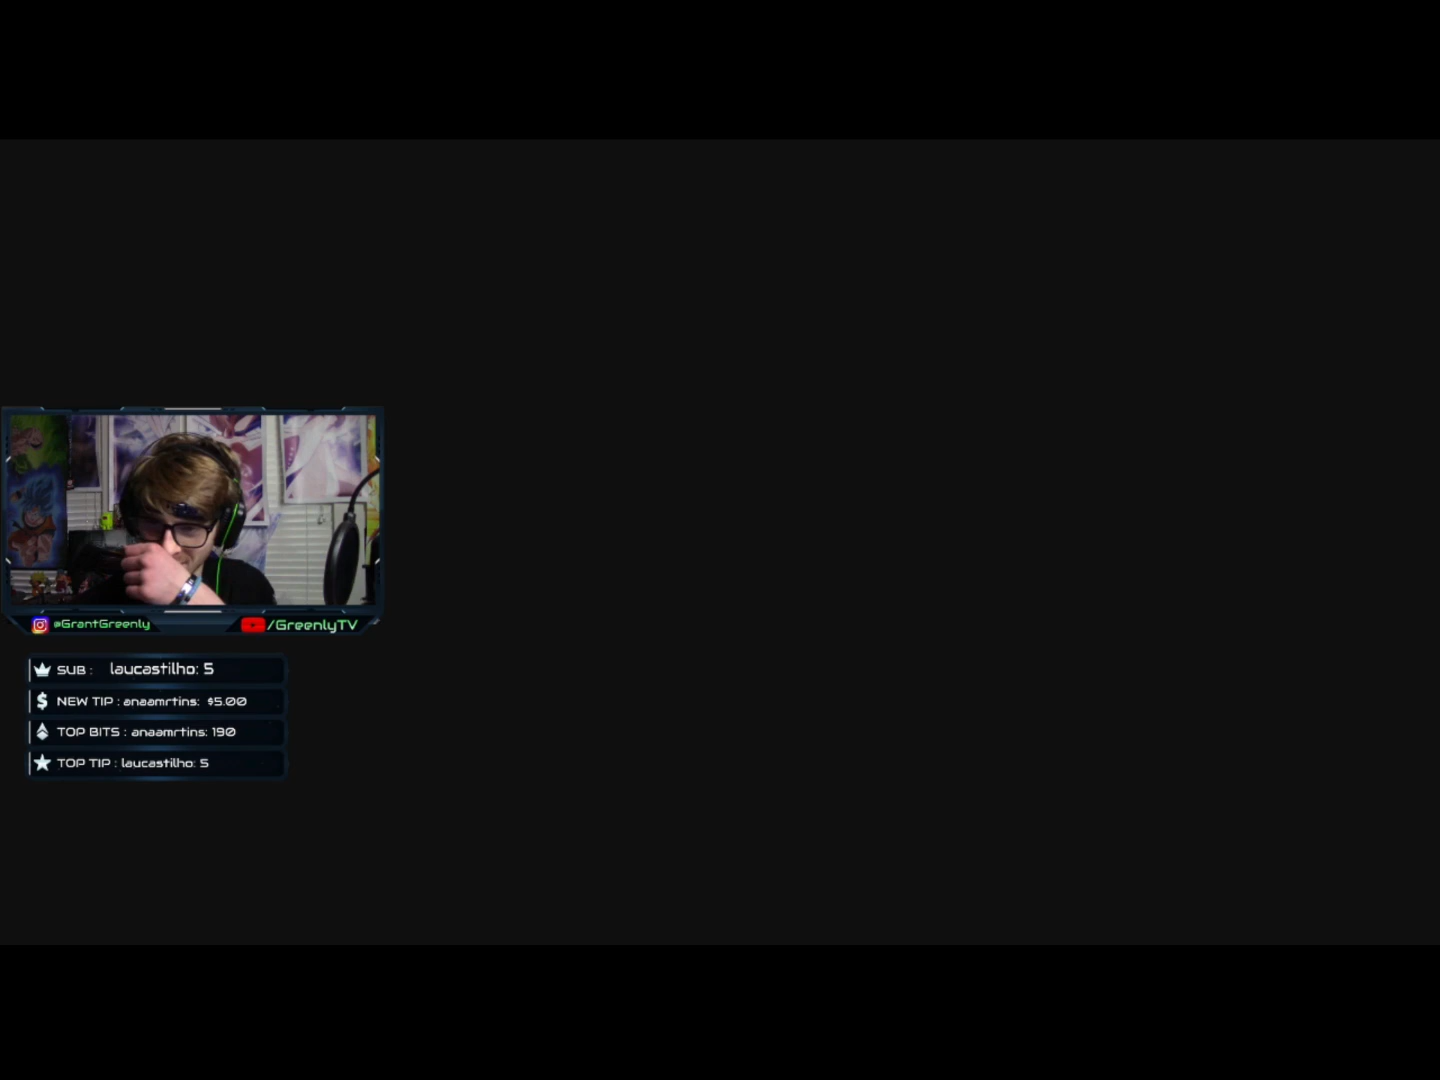 @GrantGreenly
/GreenlyTV
SUB : laucastilho: 5
NEW TIP : anaamrtins: $5.00
TOP BITS : anaamrtins: 190
TOP TIP : laucastilho: 5